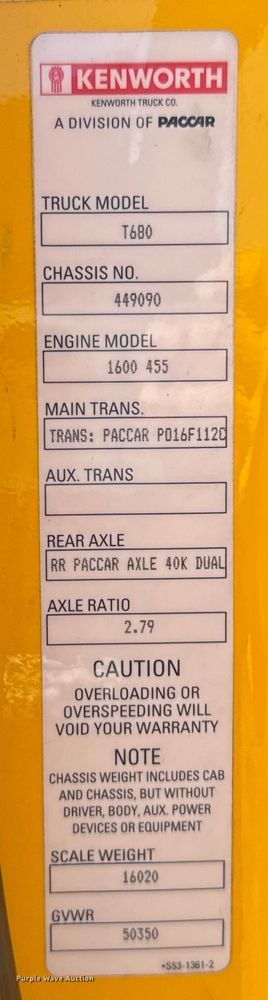 KENWORTH
KENWORTH TRUCK CO.
A DIVISION OF PACCAR
TRUCK MODEL
T680
CHASSIS NO.
449090
ENGINE MODEL
1600 455
MAIN TRANS.
TRANS: PACCAR PO16F112C
AUX. TRANS
REAR AXLE
RR PACCAR AXLE 40K DUAL
AXLE RATIO
2.79
CAUTION
OVERLOADING OR
OVERSPEEDING WILL
VOID YOUR WARRANTY
NOTE
CHASSIS WEIGHT INCLUDES CAB
AND CHASSIS, BUT WITHOUT
DRIVER, BODY, AUX. POWER
DEVICES OR EQUIPMENT
SCALE WEIGHT
16020
GVWR
50350
*S53-1361-2
Purple Wave Auction